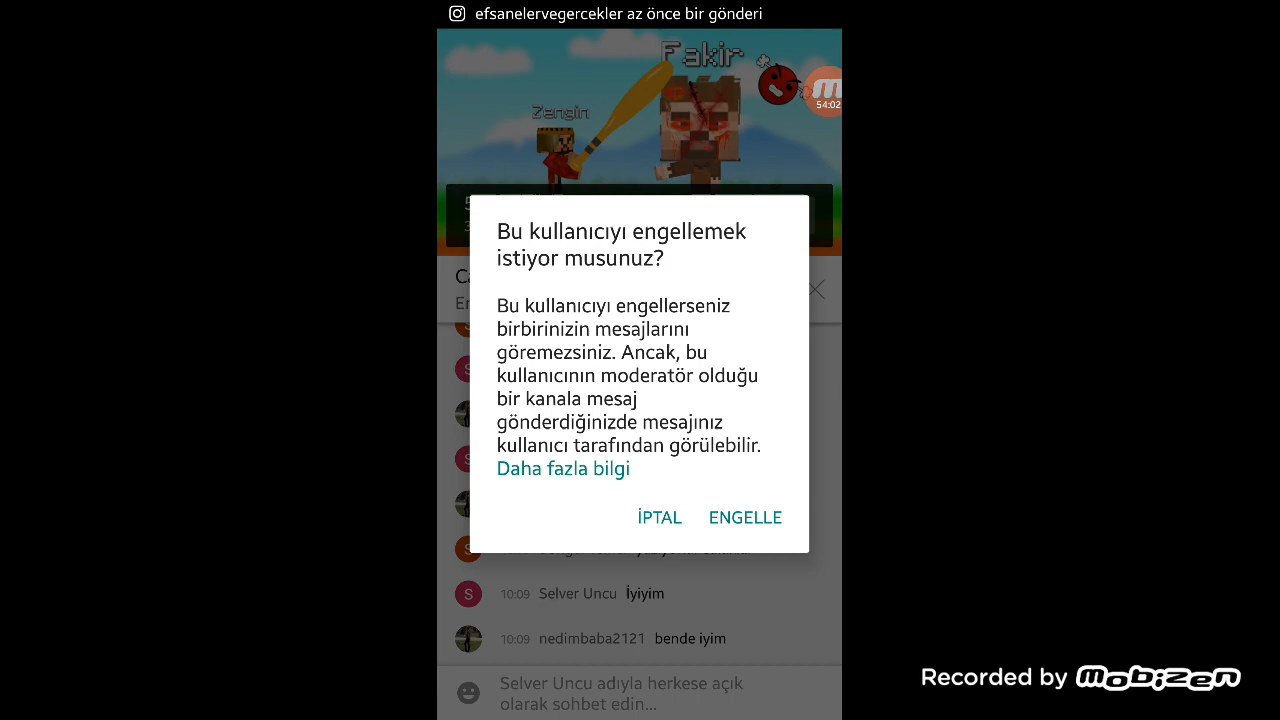 efsanelervegercekler az önce bir gönderi
Fakir
Zengin
54:02
Bu kullanıcıyı engellemek
istiyor musunuz?
Bu kullanıcıyı engellerseniz
birbirinizin mesajlarını
göremezsiniz. Ancak, bu
kullanıcının moderatör olduğu
bir kanala mesaj
gönderdiğinizde mesajınız
kullanıcı tarafından görülebilir.
Daha fazla bilgi
İPTAL ENGELLE
S 10:09 Selver Uncu İyiyim
10:09 nedimbaba2121 bende iyim
Selver Uncu adıyla herkese açık
olarak sohbet edin...
Recorded by mobizen